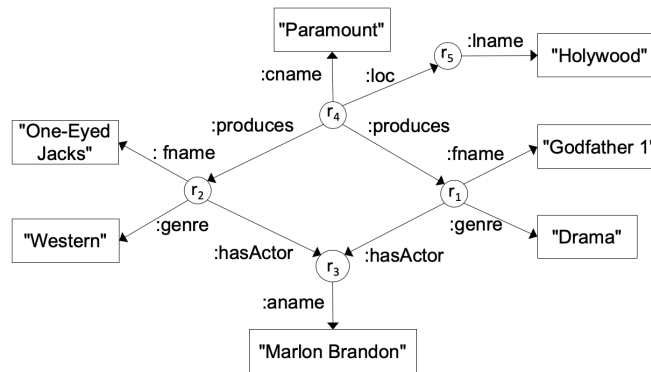 "Paramount"
r5
:lname
"Holywood"
:cname
:loc
r4
"One-Eyed
Jacks"
: fname
:produces
:produces
:fname
"Godfather 1"
r2
r1
"Western"
:genre
:genre
"Drama"
:hasActor
:hasActor
r3
:aname
"Marlon Brandon"